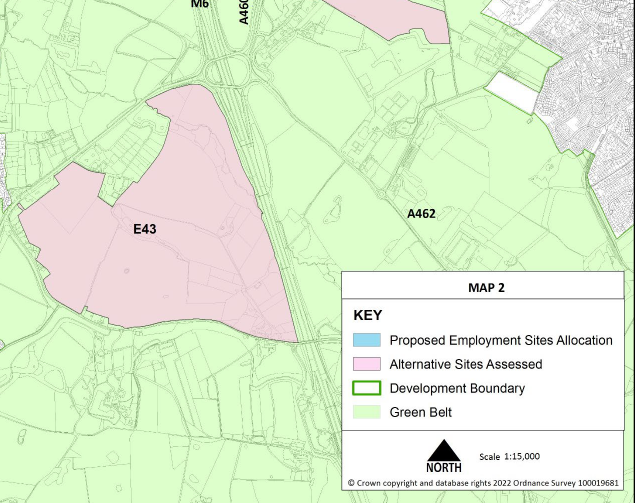 M6
A460
A462
E43
MAP 2
KEY
Proposed Employment Sites Allocation
Alternative Sites Assessed
Development Boundary
Green Belt
NORTH
Scale 1:15,000
© Crown copyright and database rights 2022 Ordnance Survey 100019681